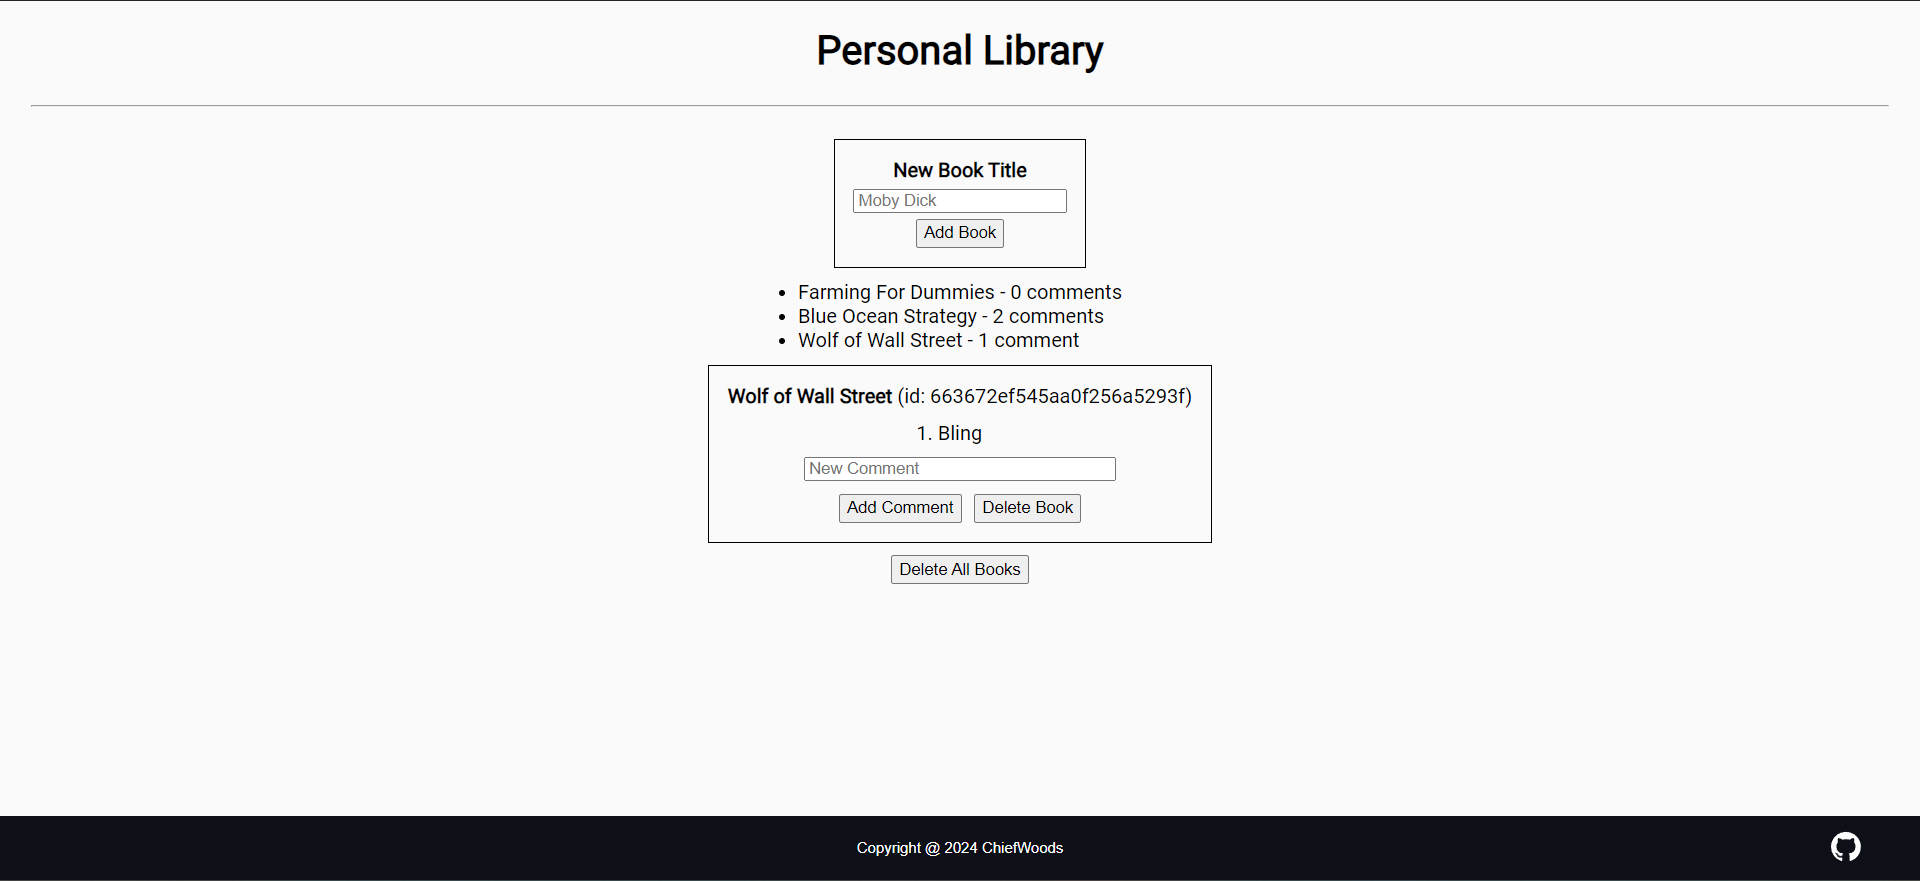 Personal Library
New Book Title
Moby Dick
Add Book
Farming For Dummies - 0 comments
Blue Ocean Strategy - 2 comments
Wolf of Wall Street - 1 comment
Wolf of Wall Street (id: 663672ef545aa0f256a5293f)
1. Bling
New Comment
Add Comment Delete Book
Delete All Books
Copyright @ 2024 ChiefWoods